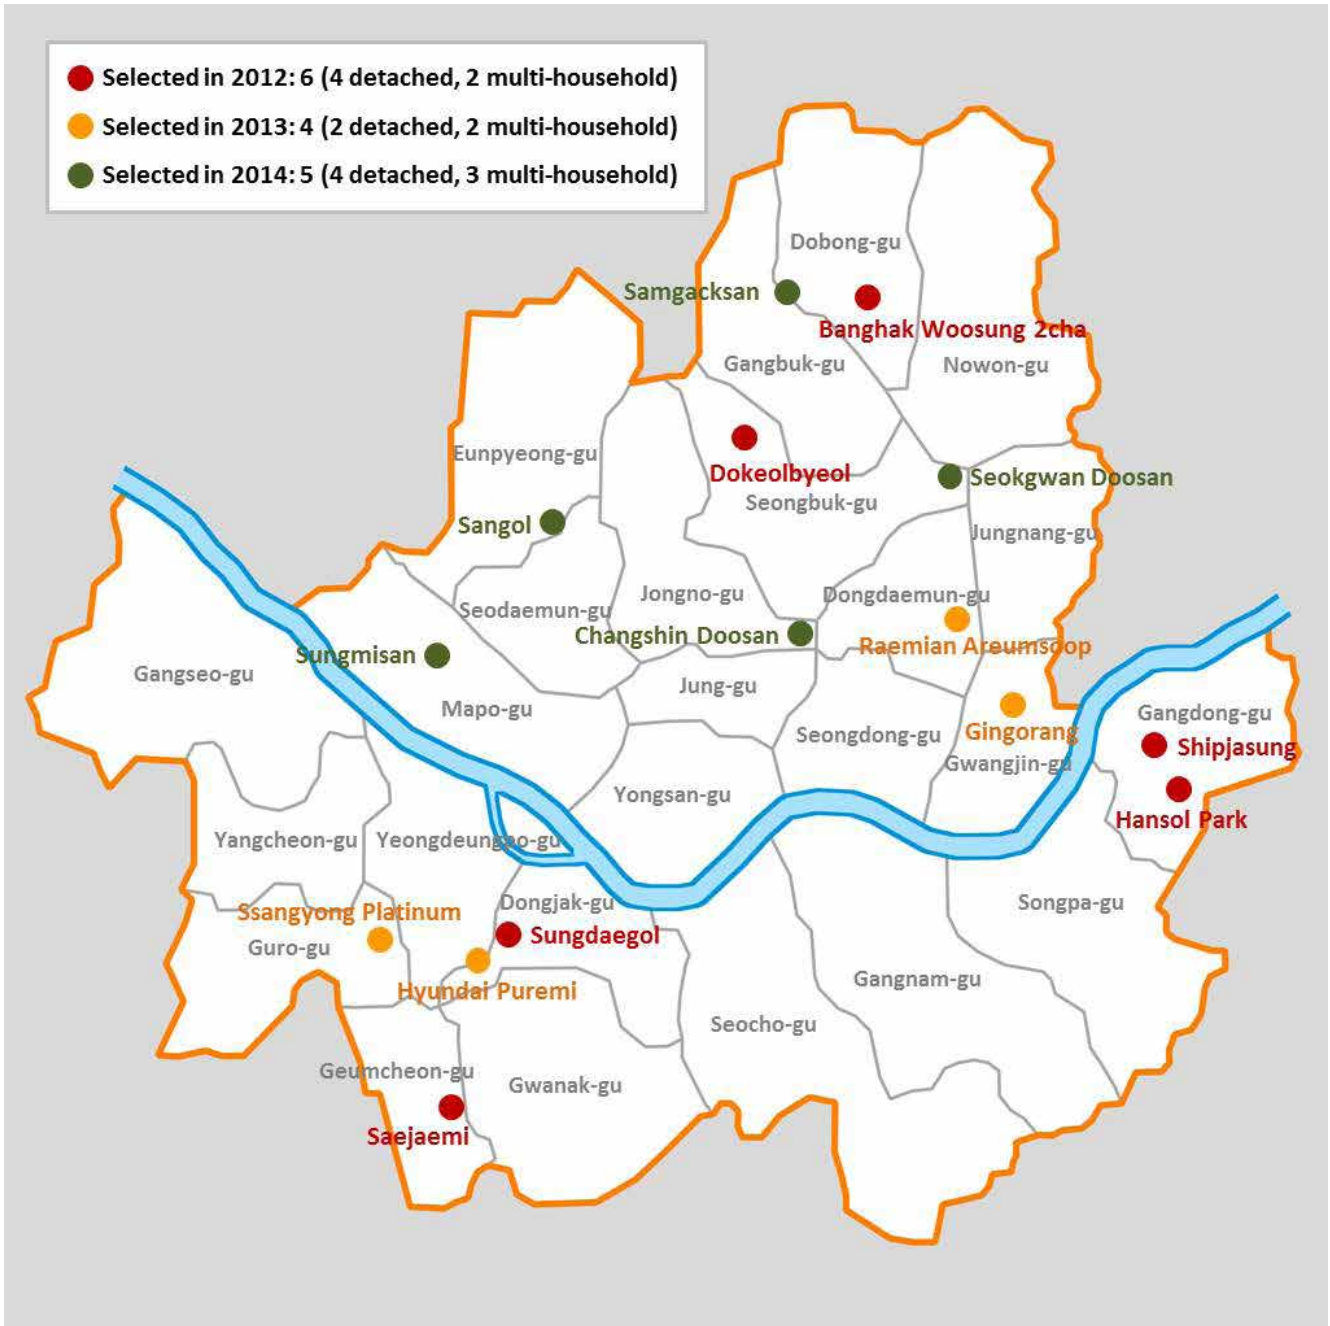 Selected in 2012: 6 (4 detached, 2 multi-household)
Selected in 2013: 4 (2 detached, 2 multi-household)
Selected in 2014: 5 (4 detached, 3 multi-household)
Dobong-gu
Samgacksan
Banghak Woosung 2cha
Gangbuk-gu
Nowon-gu
Eunpyeong-gu
Dokeolbyeol
Seokgwan Doosan
Seongbuk-gu
Sangol
Jungnang-gu
Jongno-gu
Dongdaemun-gu
Seodaemun-gu
Changshin Doosan
Raemian Areumsoop
Sungmisan
Gangseo-gu
Jung-gu
Mapo-gu
Gangdong-gu
Gingorang
Seongdong-gu
Shipjasung
Gwangjin-gu
Yongsan-gu
Hansol Park
Yangcheon-gu
Yeongdeungpo-gu
Dongjak-gu
Songpa-gu
Ssangyong Platinum
Sungdaegol
Guro-gu
Gangnam-gu
Hyundai Puremi
Seocho-gu
Geumcheon-gu
Gwanak-gu
Saejaemi